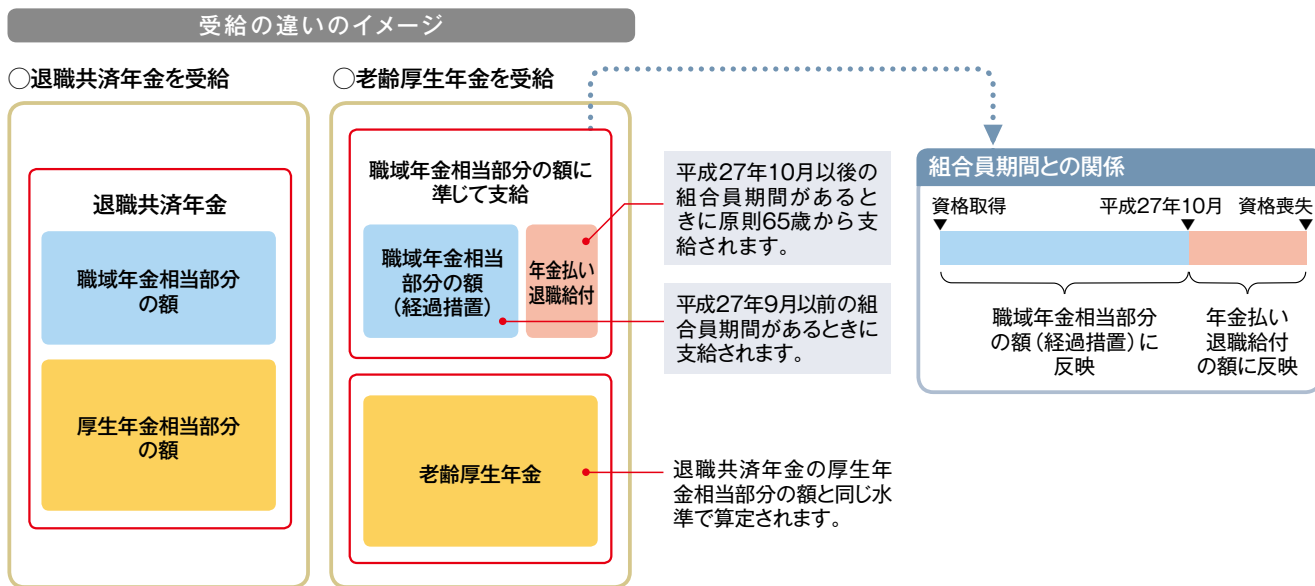 受給の違いのイメージ
○退職共済年金を受給
退職共済年金
職域年金相当部分
の額
厚生年金相当部分
の額
○老齢厚生年金を受給
職域年金相当部分の額に
準じて支給
職域年金相当
部分の額
（経過措置）
年金払い
退職給付
老齢厚生年金
平成27年10月以後の
組合員期間があると
きに原則65歳から支
給されます。
平成27年9月以前の組
合員期間があるときに
支給されます。
退職共済年金の厚生年
金相当部分の額と同じ水
準で算定されます。
組合員期間との関係
資格取得
平成27年10月
資格喪失
職域年金相当部分
の額（経過措置）に
反映
年金払い
退職給付
の額に反映